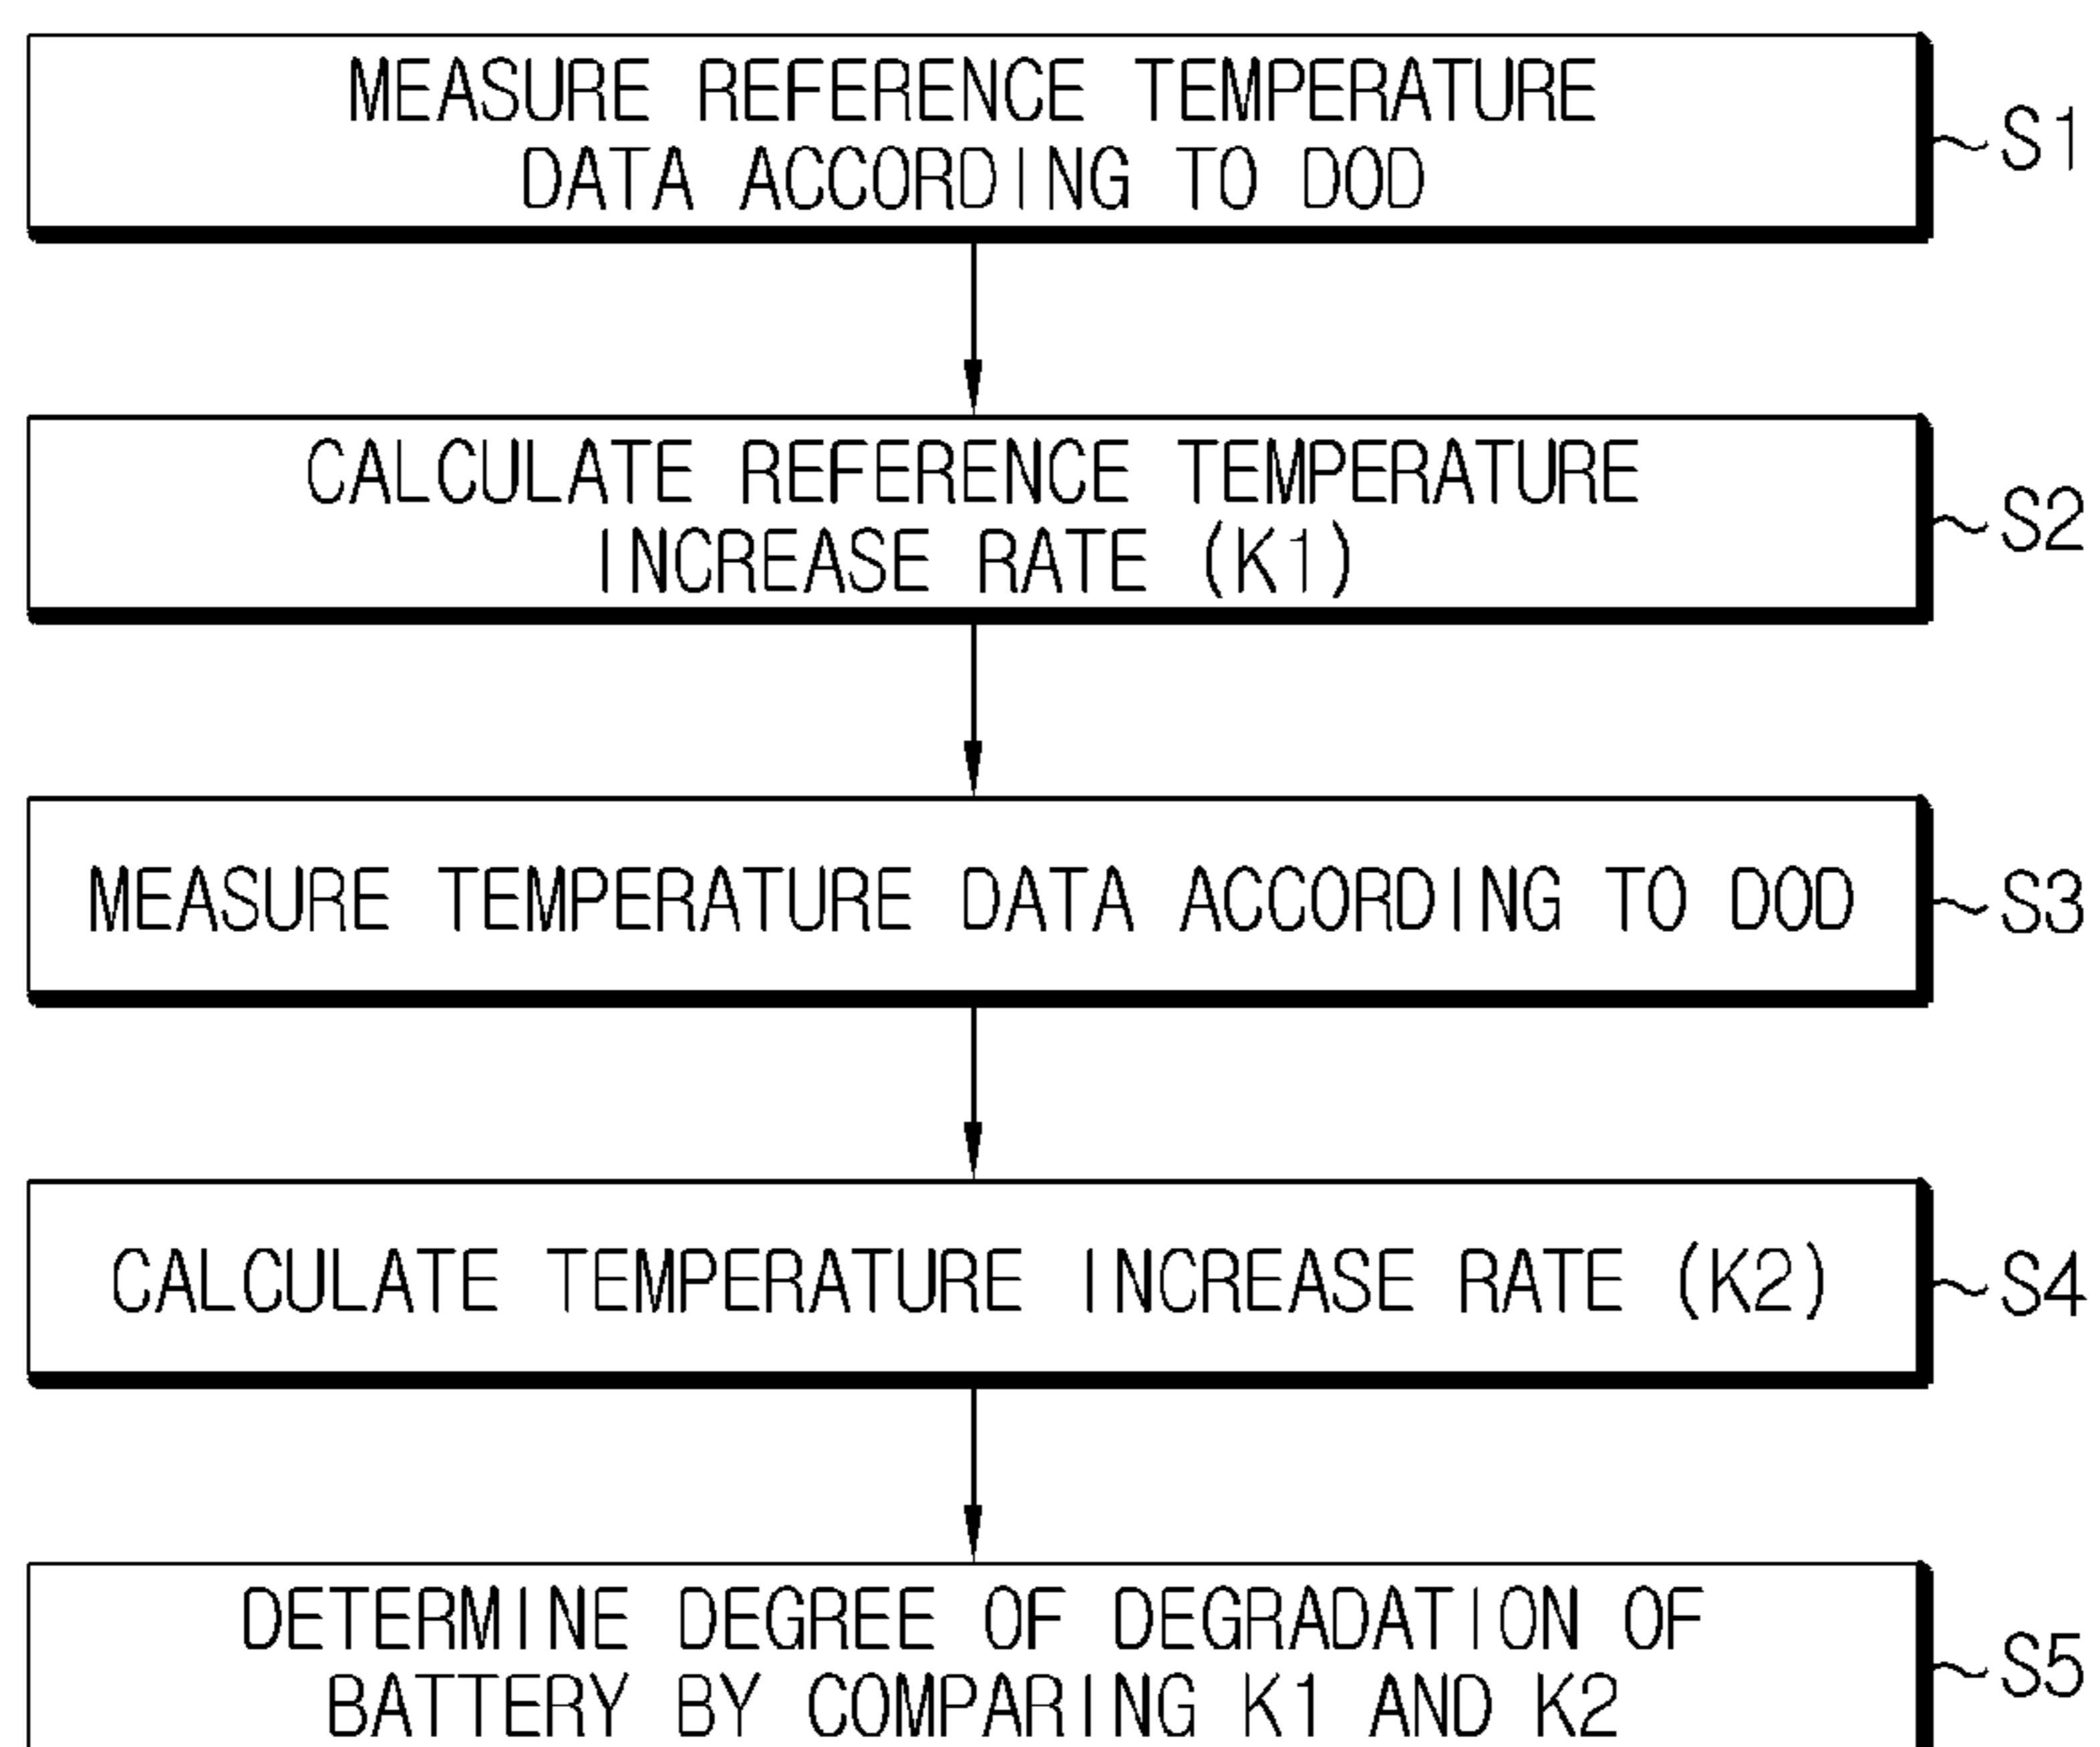 MEASURE REFERENCE TEMPERATURE
DATA ACCORDING TO DOD
S1
CALCULATE REFERENCE TEMPERATURE
INCREASE RATE (K1)
S2
MEASURE TEMPERATURE DATA ACCORDING TO DOD
S3
CALCULATE TEMPERATURE INCREASE RATE (K2)
S4
DETERMINE DEGREE OF DEGRADATION OF
BATTERY BY COMPARING K1 AND K2
S5